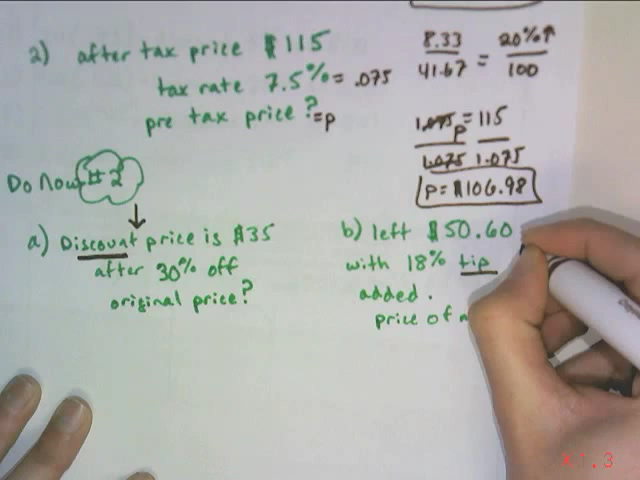 2) after tax price $115
tax rate 7.5% = .075
pre tax price? = p
8.33 / 41.67 = 20%↑ / 100
1.075 p = 115
1.075 1.075
p = $106.98
Do Now #2
a) Discount price is $35
after 30% off
original price?
b) left $50.60
with 18% tip
added.
price of